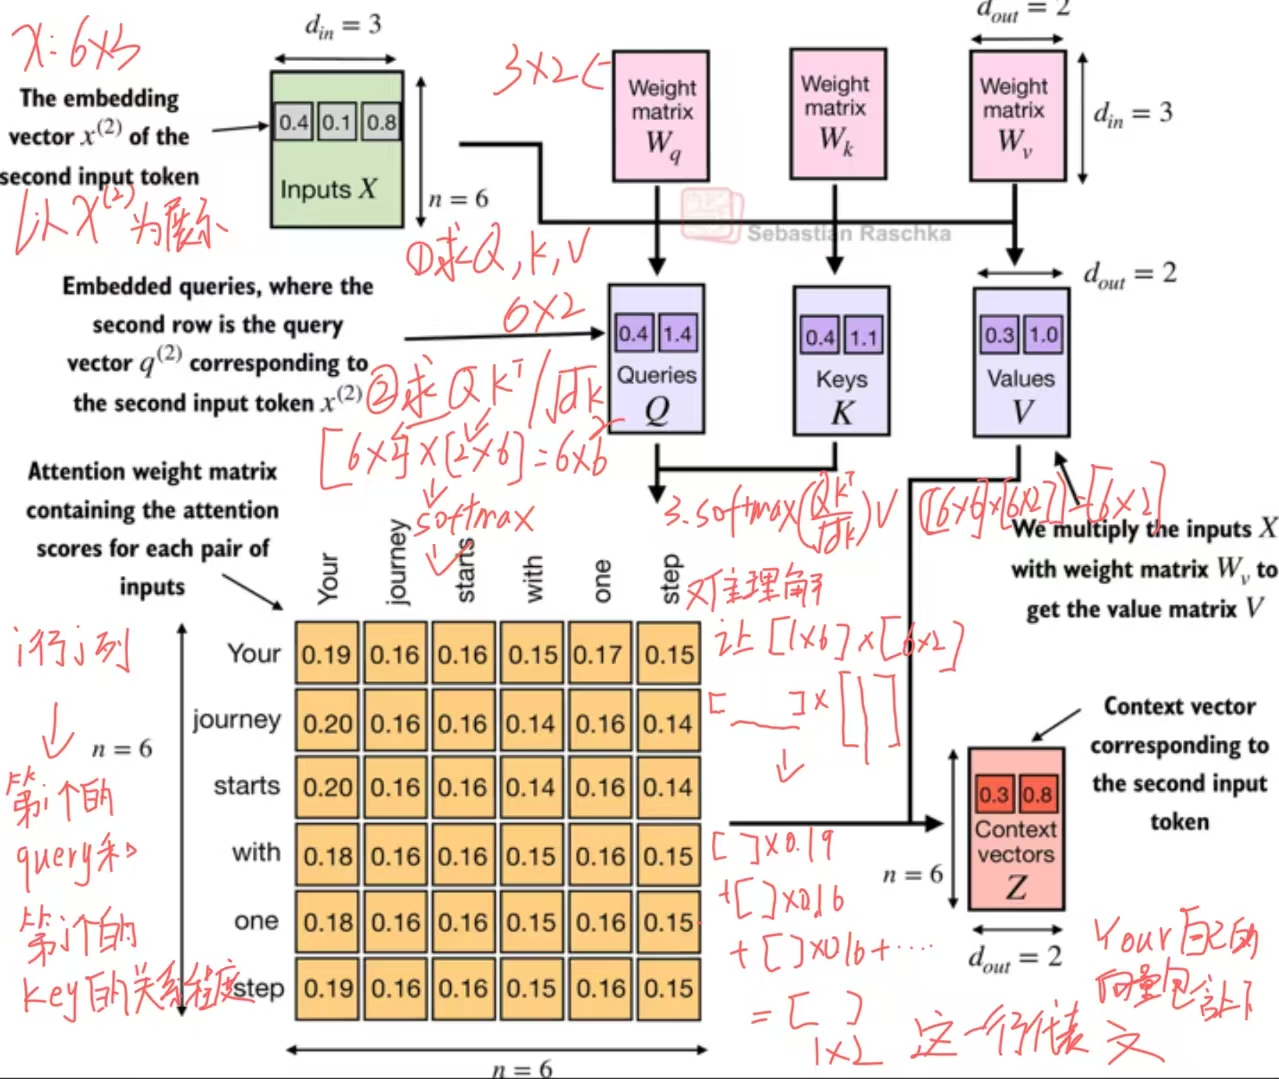 X: 6×3
d_in = 3
d_out = 2
3×2 ←
The embedding
vector x^(2) of the
second input token
0.4 0.1 0.8
Inputs X
n = 6
Weight matrix W_q
Weight matrix W_k
Weight matrix W_v
d_in = 3
以 X^(2) 为展示
Sebastian Raschka
①求Q, K, V
Embedded queries, where the
second row is the query
vector q^(2) corresponding to
the second input token x^(2)
6×2
d_out = 2
0.4 1.4
Queries
Q
0.4 1.1
Keys
K
0.3 1.0
Values
V
②求 QK^T/√dk
[6×2]×[2×6]=6×6
↓
softmax
↓
3. softmax(QK^T/√dk)V
[[6×6]×[6×2]]=[6×2]
Attention weight matrix
containing the attention
scores for each pair of
inputs
We multiply the inputs X
with weight matrix W_v to
get the value matrix V
Your journey starts with one step
Your 0.19 0.16 0.16 0.15 0.17 0.15
journey 0.20 0.16 0.16 0.14 0.16 0.14
starts 0.20 0.16 0.16 0.14 0.16 0.14
with 0.18 0.16 0.16 0.15 0.16 0.15
one 0.18 0.16 0.16 0.15 0.16 0.15
step 0.19 0.16 0.16 0.15 0.16 0.15
n = 6
n = 6
i行j列
↓
第i个的
query和
第j个的
key的关系程度
理解
让 [1×6]×[6×2]
[ ]×[ ]
↓
[ ]×0.19
+[ ]×0.16
+[ ]×0.16+····
=[ ]
1×2
这一行代表
Your自己的
向量包含上下
文
Context vector
corresponding to
the second input
token
0.3 0.8
Context
vectors
Z
n = 6
d_out = 2